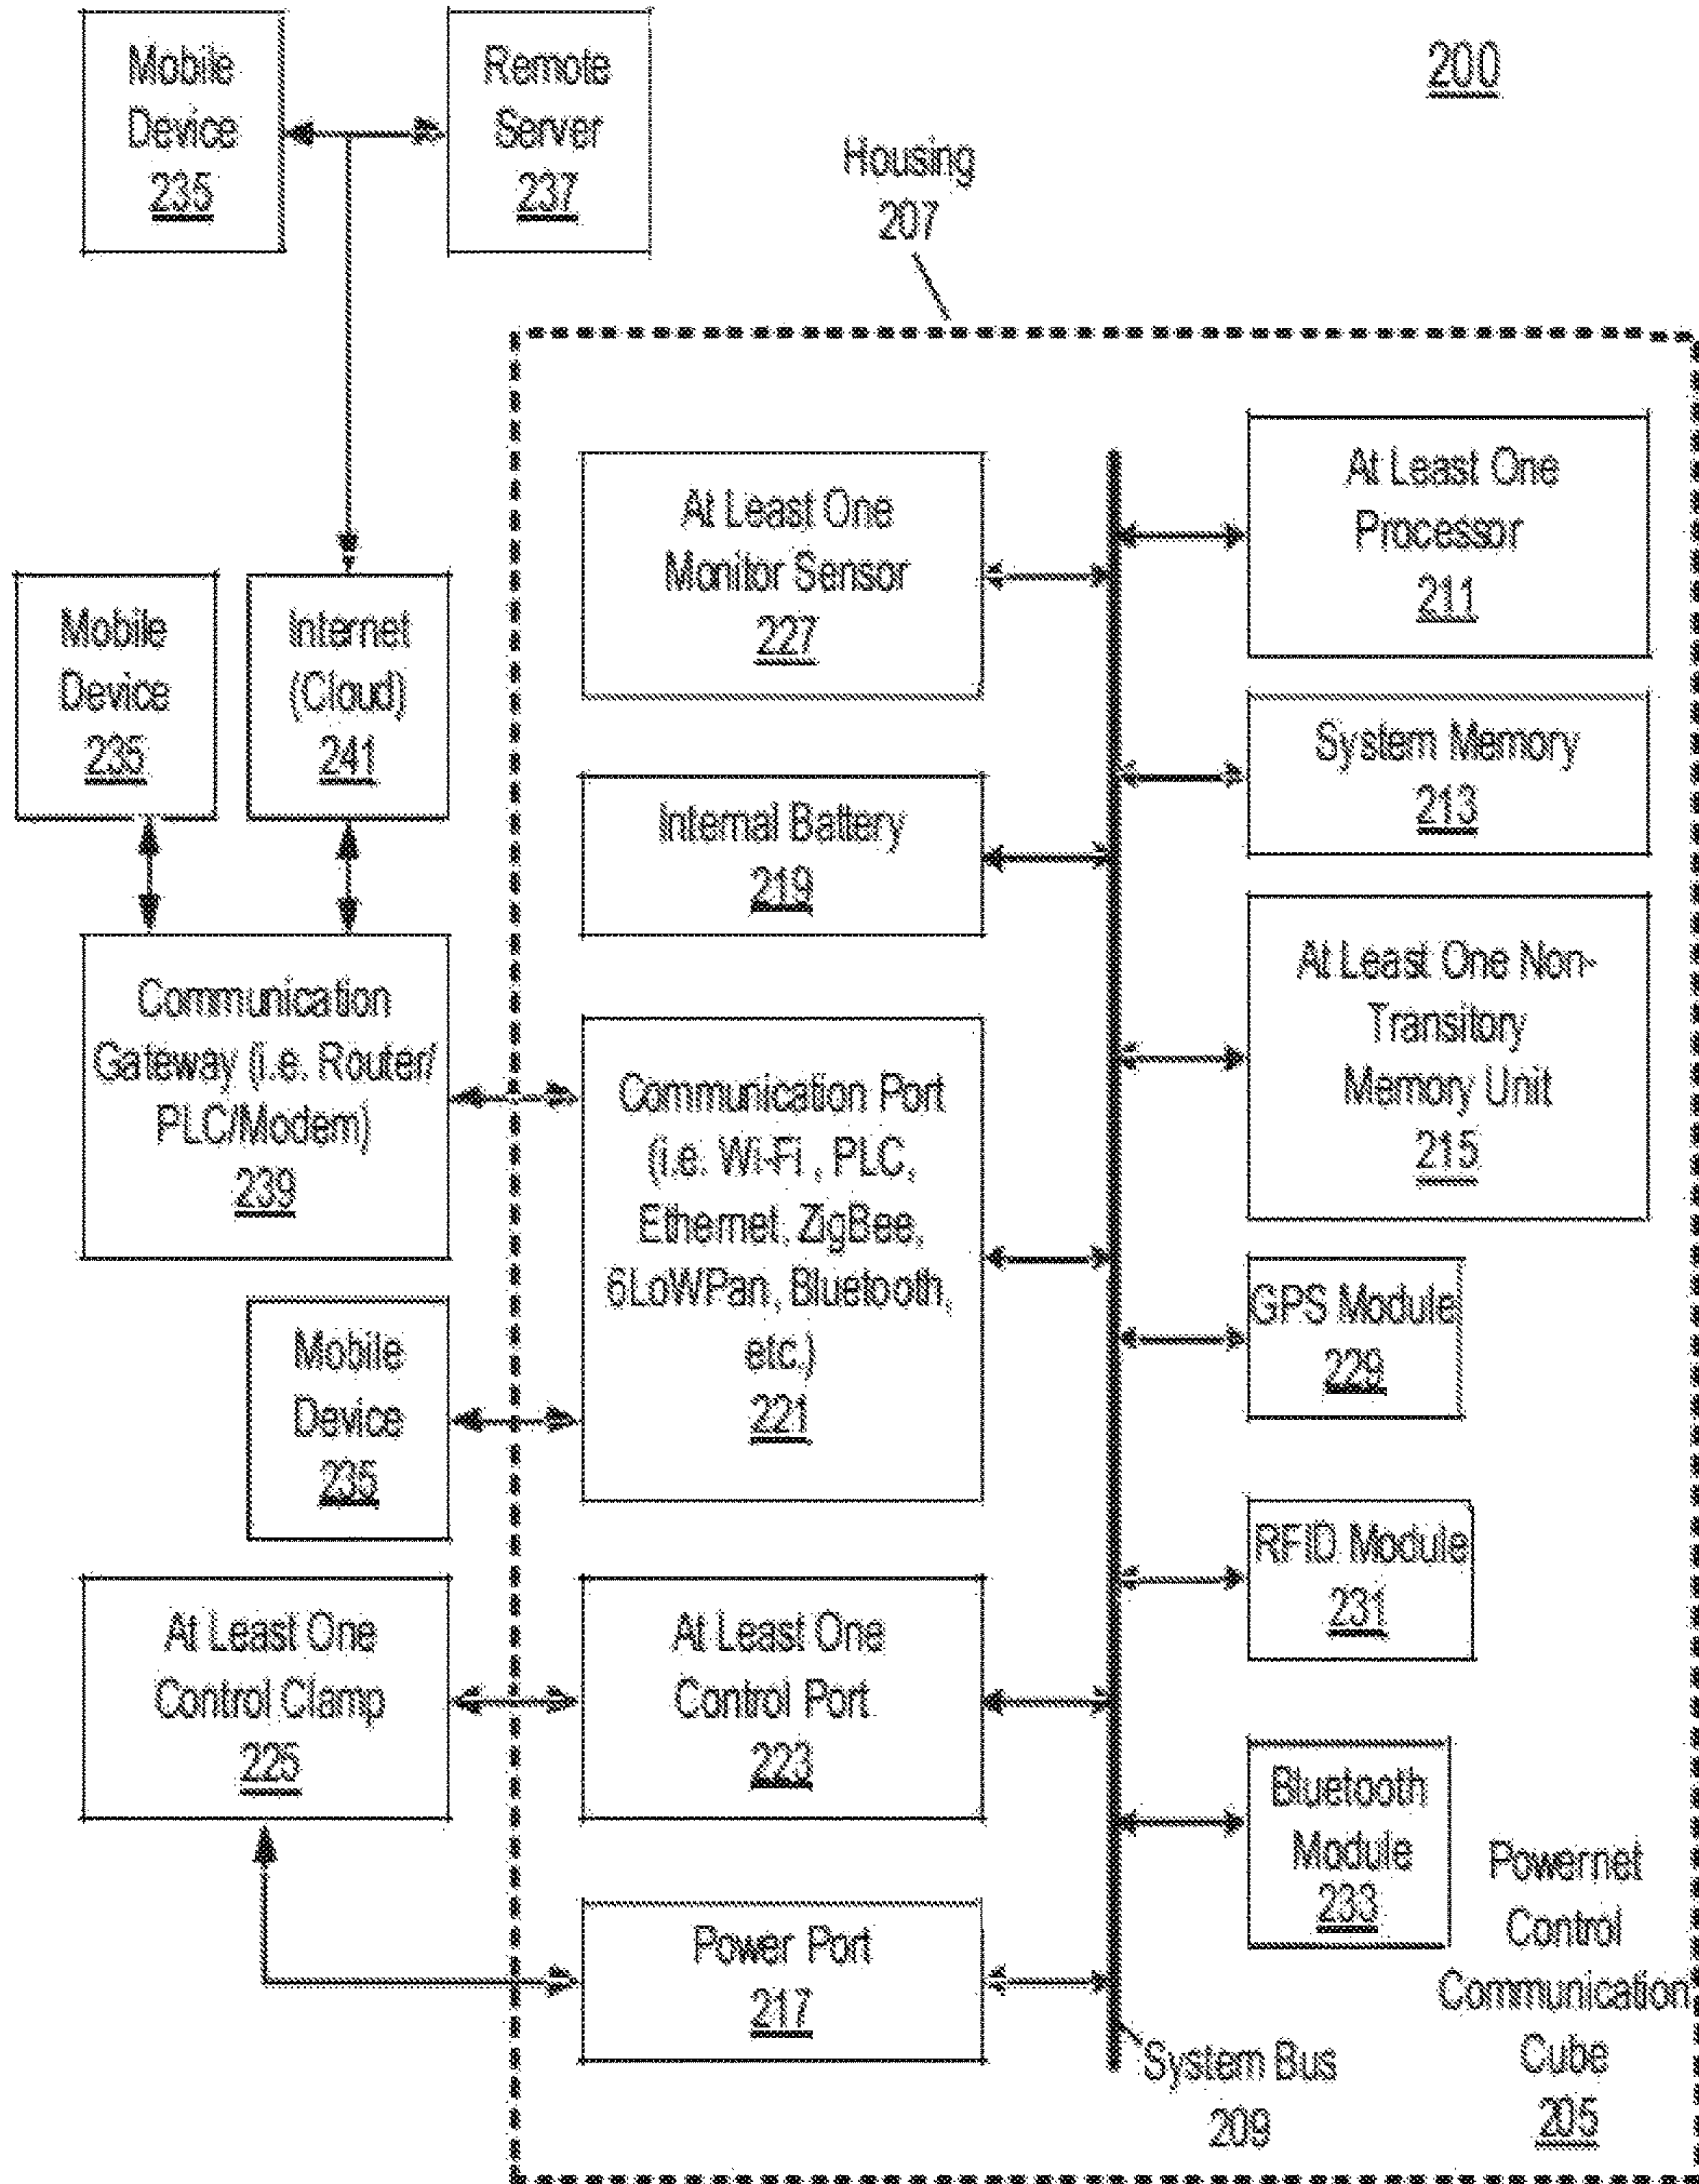 Mobile
Device
235
Remote
Server
237
200
Housing
207
At Least One
Monitor Sensor
227
At Least One
Processor
211
Mobile
Device
235
Internet
(Cloud)
241
System Memory
213
Internal Battery
219
At Least One Non-
Transitory
Memory Unit
215
Communication
Gateway (i.e. Router/
PLC/Modem)
239
Communication Port
(i.e. Wi-Fi , PLC,
Ethernet, ZigBee,
6LoWPan, Bluetooth,
etc.)
221
GPS Module
229
Mobile
Device
235
RFID Module
231
At Least One
Control Clamp
225
At Least One
Control Port
223
Bluetooth
Module
233
Power Port
217
System Bus
209
Powernet
Control
Communication
Cube
205